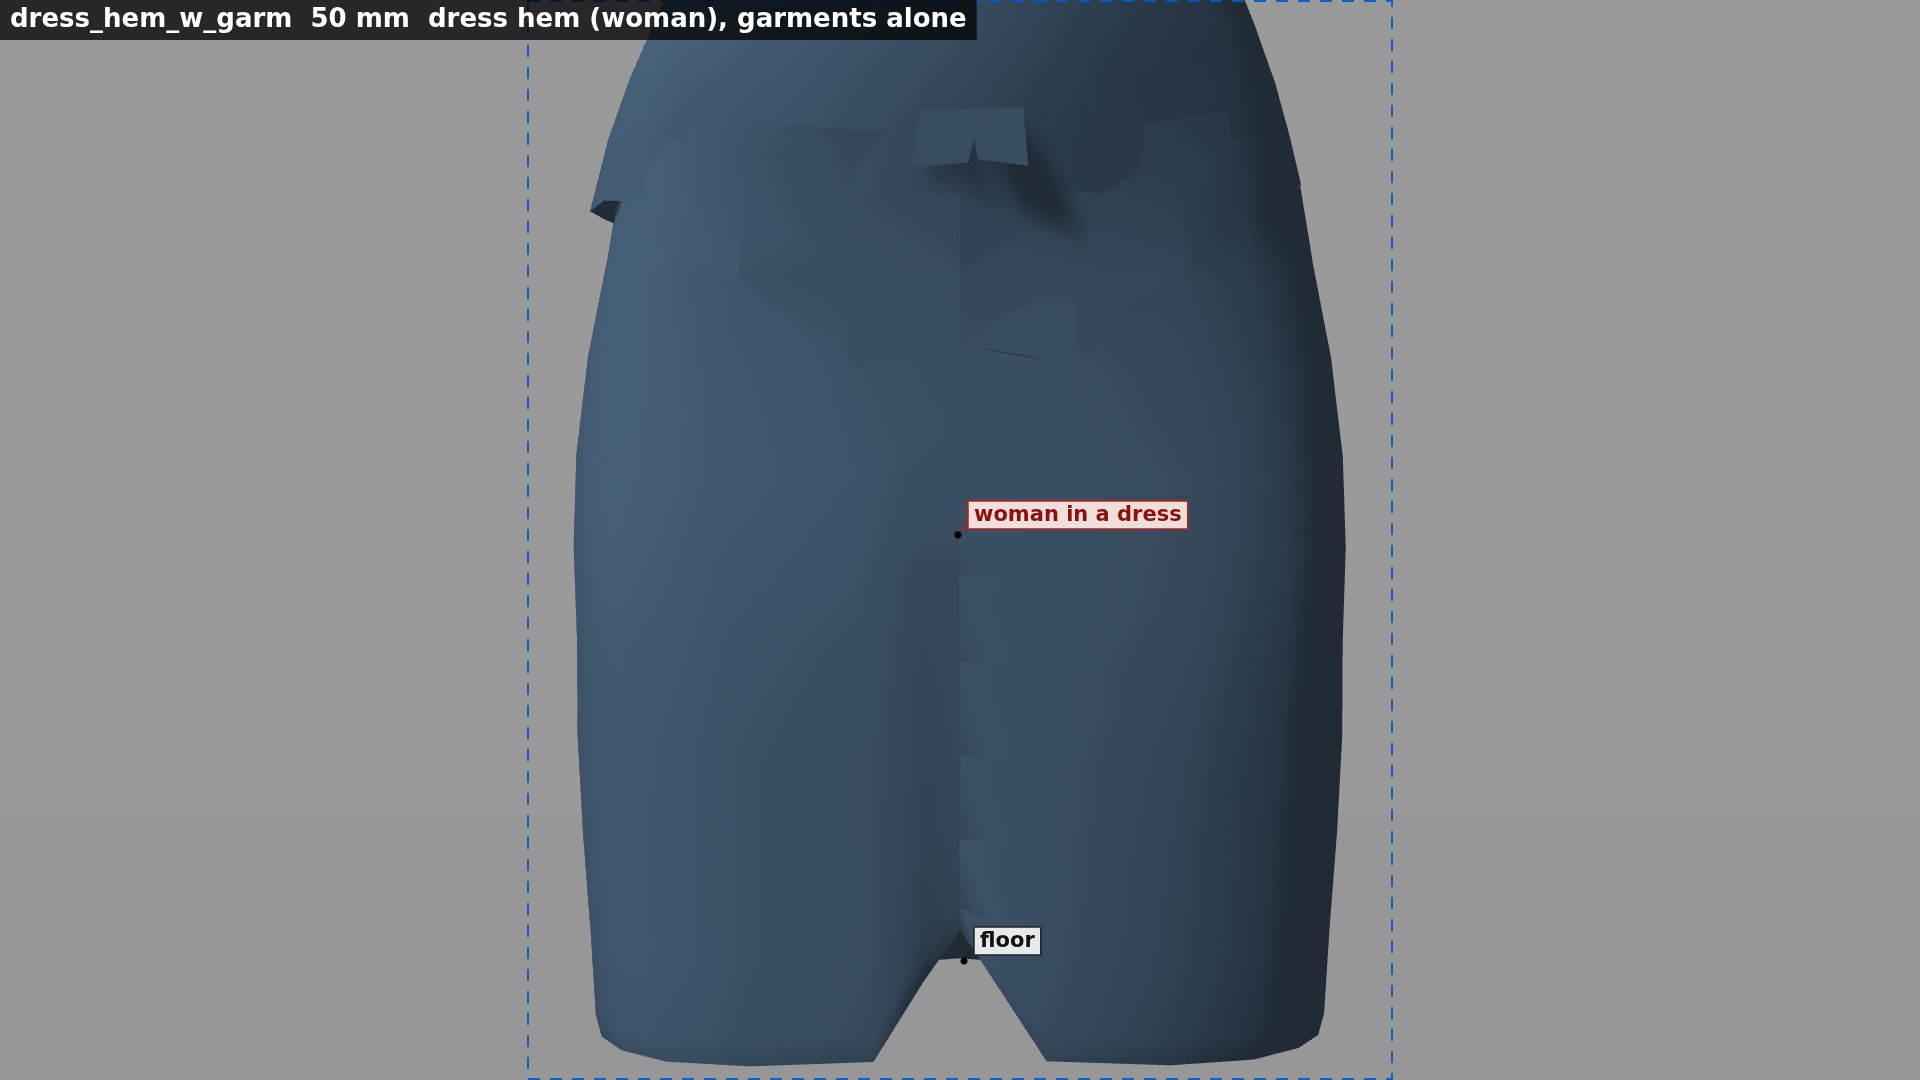 dress_hem_w_garm  50 mm  dress hem (woman), garments alone
woman in a dress
floor